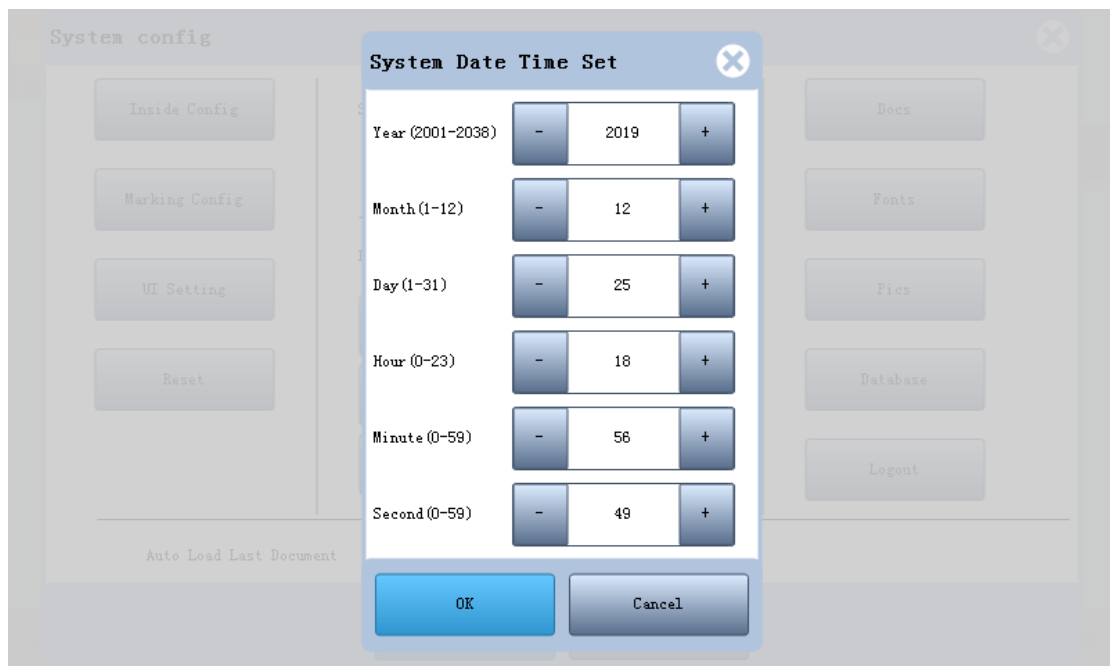 System config
System Date Time Set
Inside Config
Marking Config
UI Setting
Reset
Year(2001-2038) - 2019 +
Month(1-12) - 12 +
Day(1-31) - 25 +
Hour(0-23) - 18 +
Minute(0-59) - 56 +
Second(0-59) - 49 +
OK Cancel
Docs
Fonts
Pics
Database
Logout
Auto Load Last Document